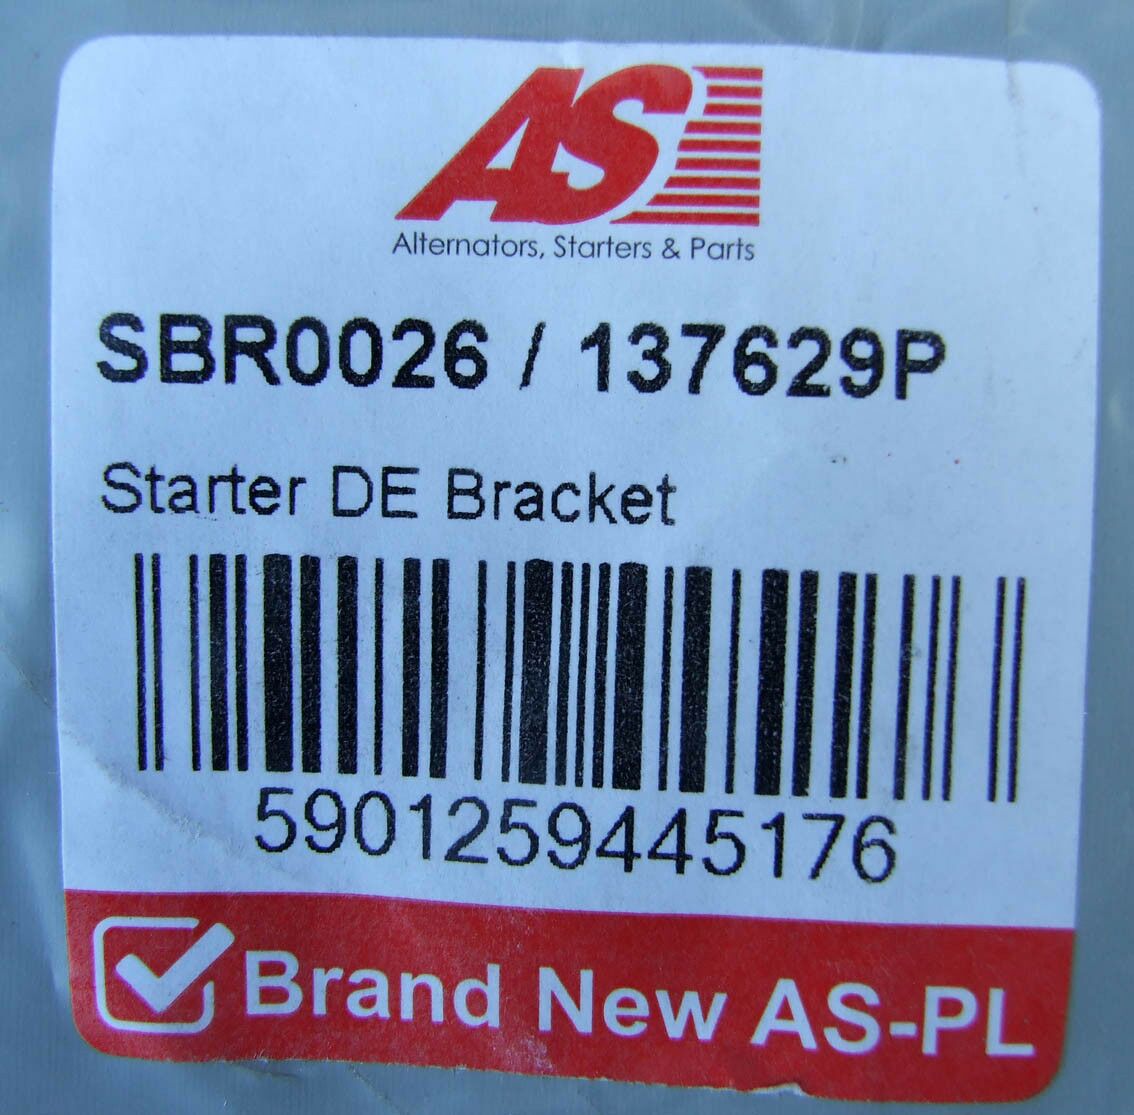 AS
Alternators, Starters & Parts
SBR0026 / 137629P
Starter DE Bracket
5901259445176
Brand New AS-PL